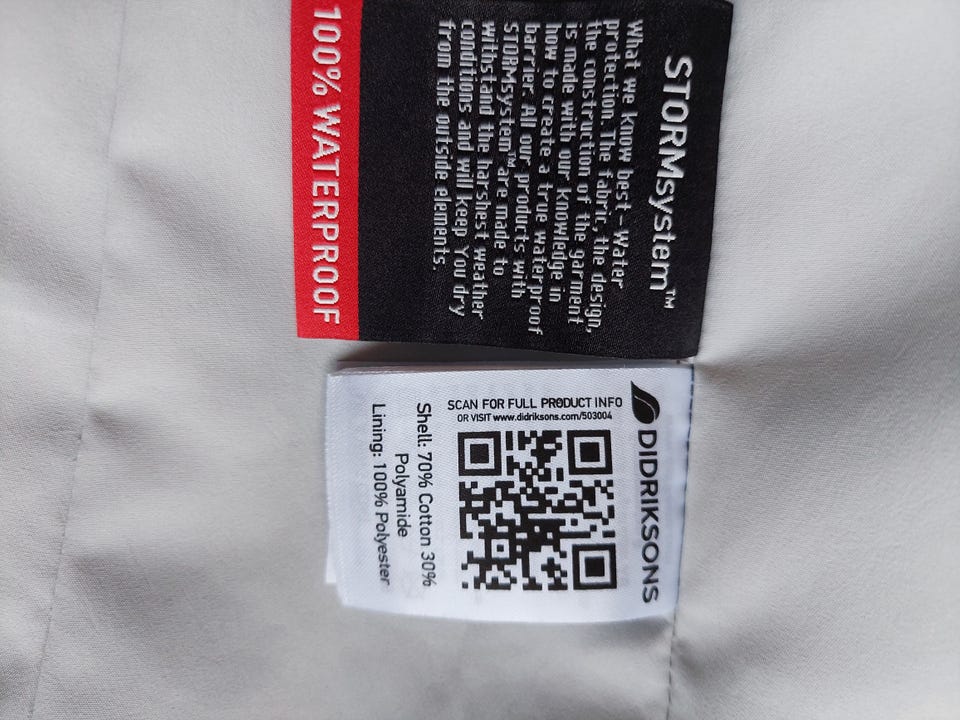 STORMsystem™
What we know best – water
protection. The fabric, the design,
the construction of the garment
is made with our knowledge in
how to create a true waterproof
barrier. All our products with
STORMsystem™ are made to
withstand the harshest weather
conditions and will keep you dry
from the outside elements.
100% WATERPROOF
DIDRIKSONS
SCAN FOR FULL PRODUCT INFO
OR VISIT www.didriksons.com/503004
Shell: 70% Cotton 30%
Polyamide
Lining: 100% Polyester